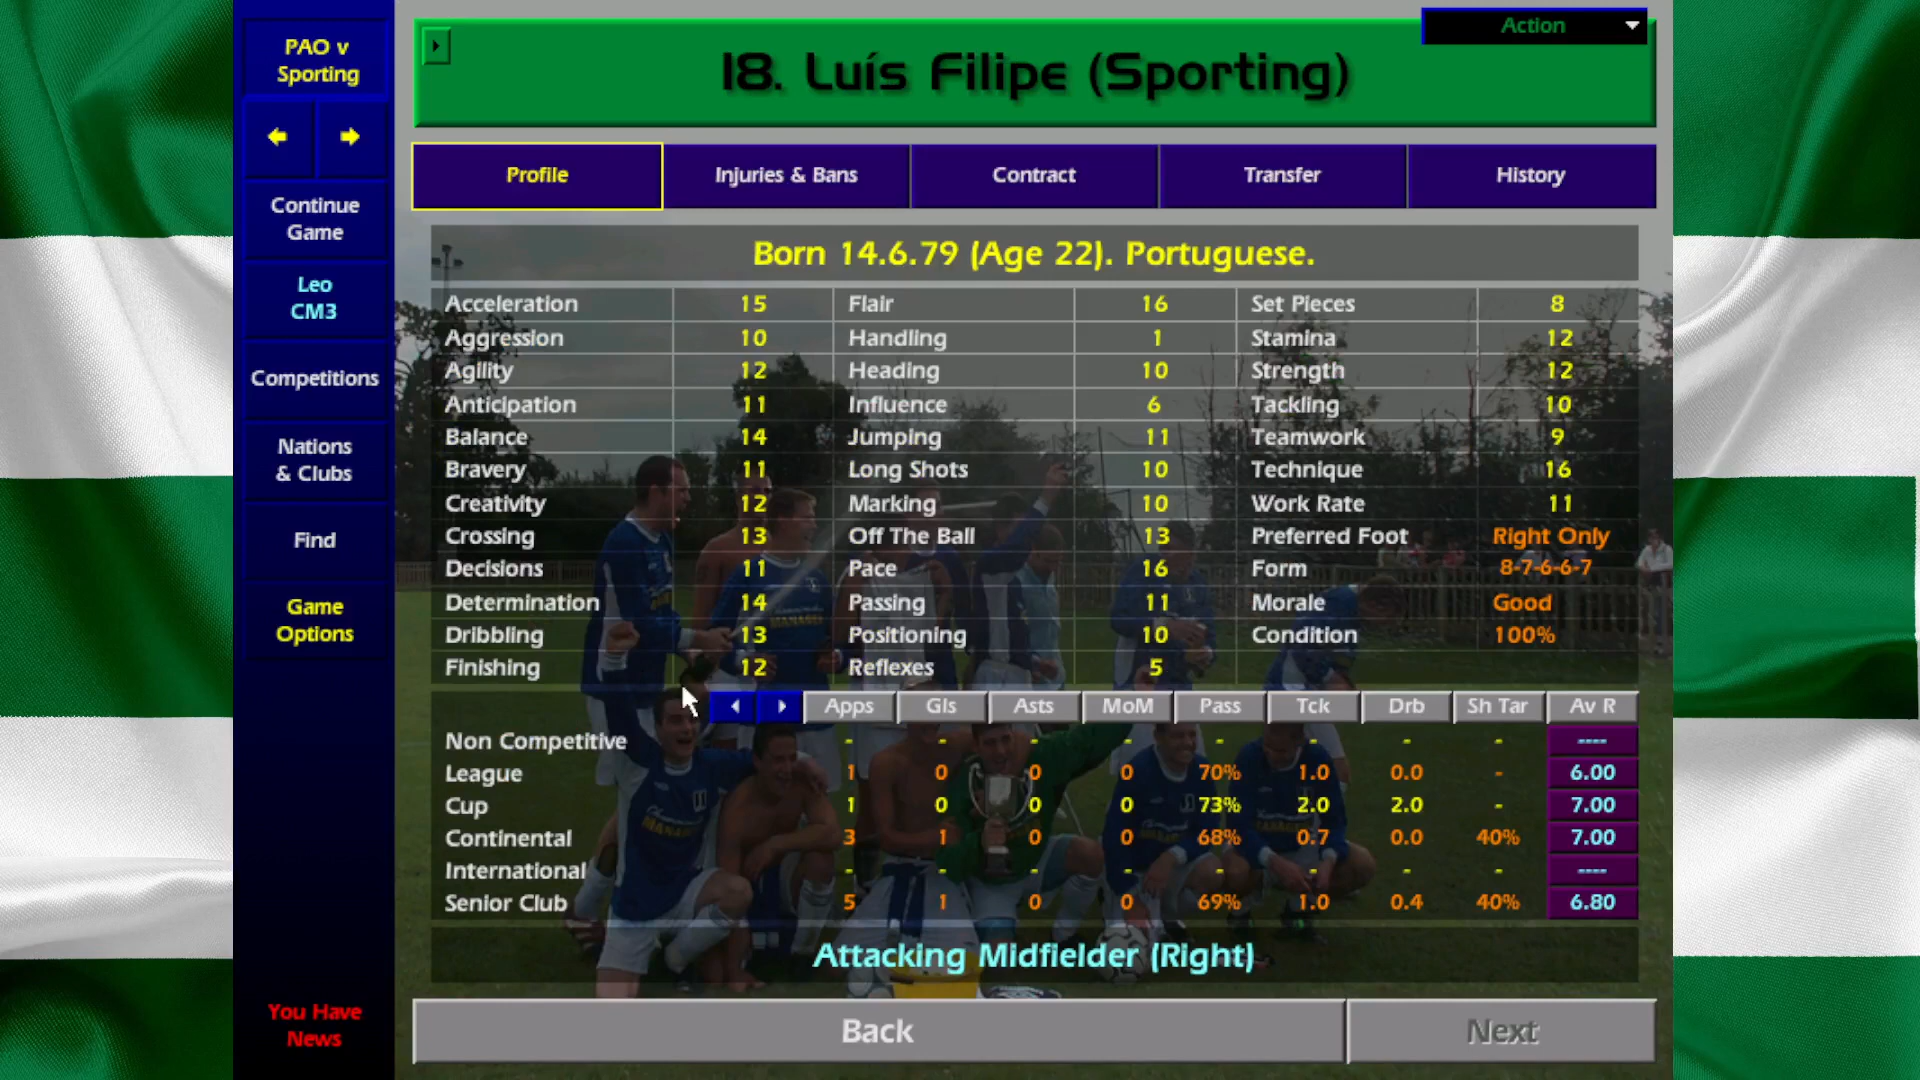 PAO v
Sporting
Action
18. Luís Filipe (Sporting)
Profile
Injuries & Bans
Contract
Transfer
History
Continue
Game
Leo
CM3
Competitions
Nations
& Clubs
Find
Game
Options
You Have
News
Born 14.6.79 (Age 22). Portuguese.
Acceleration 15 Flair 16 Set Pieces 8
Aggression 10 Handling 1 Stamina 12
Agility 12 Heading 10 Strength 12
Anticipation 11 Influence 6 Tackling 10
Balance 14 Jumping 11 Teamwork 9
Bravery 11 Long Shots 10 Technique 16
Creativity 12 Marking 10 Work Rate 11
Crossing 13 Off The Ball 13 Preferred Foot Right Only
Decisions 11 Pace 16 Form 8-7-6-6-7
Determination 14 Passing 11 Morale Good
Dribbling 13 Positioning 10 Condition 100%
Finishing 12 Reflexes 5
Apps Gls Asts MoM Pass Tck Drb Sh Tar Av R
Non Competitive - - - - - - - - ----
League 1 0 0 0 70% 1.0 0.0 - 6.00
Cup 1 0 0 0 73% 2.0 2.0 - 7.00
Continental 3 1 0 0 68% 0.7 0.0 40% 7.00
International - - - - - - - - ----
Senior Club 5 1 0 0 69% 1.0 0.4 40% 6.80
Attacking Midfielder (Right)
Back
Next